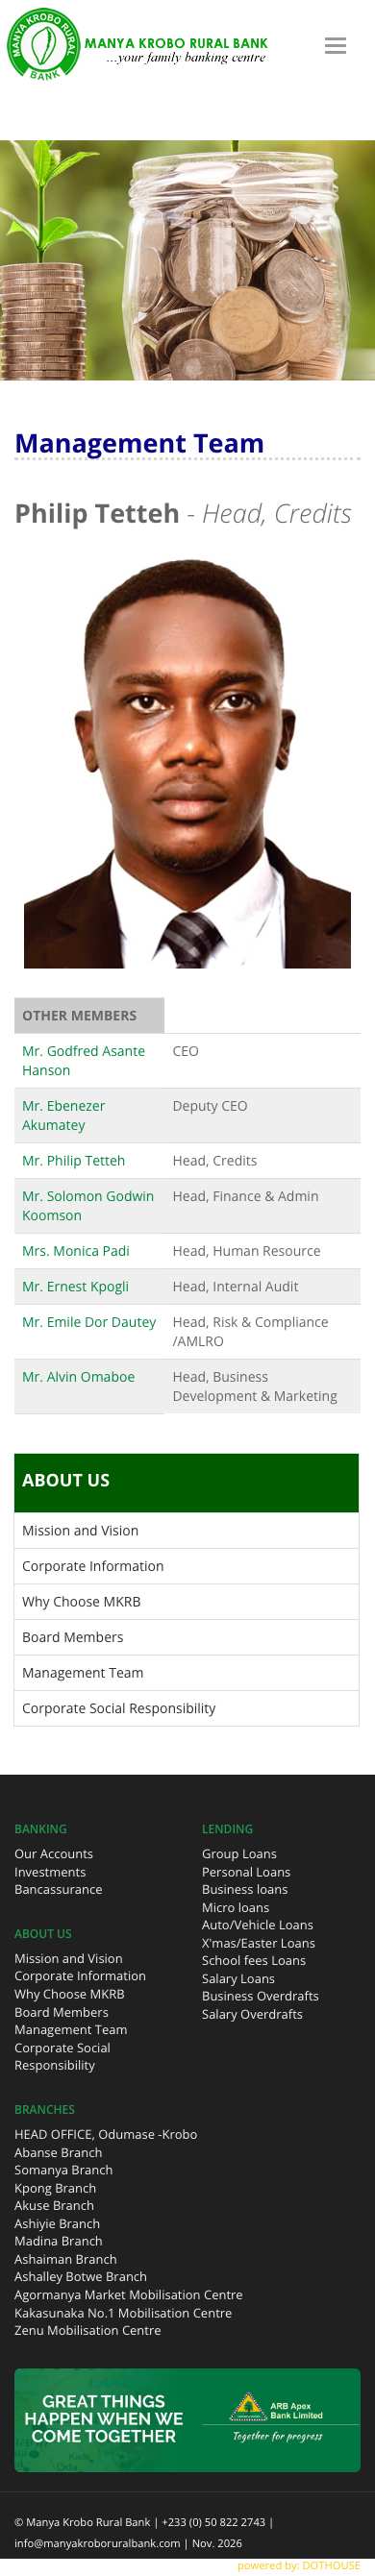 MANYA KROBO RURAL
BANK
MANYA KROBO RURAL BANK
...your family banking centre
Management Team
Philip Tetteh - Head, Credits
OTHER MEMBERS
Mr. Godfred Asante Hanson CEO
Mr. Ebenezer Akumatey Deputy CEO
Mr. Philip Tetteh Head, Credits
Mr. Solomon Godwin Koomson Head, Finance & Admin
Mrs. Monica Padi Head, Human Resource
Mr. Ernest Kpogli Head, Internal Audit
Mr. Emile Dor Dautey Head, Risk & Compliance /AMLRO
Mr. Alvin Omaboe Head, Business Development & Marketing
ABOUT US
Mission and Vision
Corporate Information
Why Choose MKRB
Board Members
Management Team
Corporate Social Responsibility
BANKING
Our Accounts
Investments
Bancassurance
LENDING
Group Loans
Personal Loans
Business loans
Micro loans
Auto/Vehicle Loans
X'mas/Easter Loans
School fees Loans
Salary Loans
Business Overdrafts
Salary Overdrafts
ABOUT US
Mission and Vision
Corporate Information
Why Choose MKRB
Board Members
Management Team
Corporate Social
Responsibility
BRANCHES
HEAD OFFICE, Odumase -Krobo
Abanse Branch
Somanya Branch
Kpong Branch
Akuse Branch
Ashiyie Branch
Madina Branch
Ashaiman Branch
Ashalley Botwe Branch
Agormanya Market Mobilisation Centre
Kakasunaka No.1 Mobilisation Centre
Zenu Mobilisation Centre
GREAT THINGS
HAPPEN WHEN WE
COME TOGETHER
ARB Apex
Bank Limited
Together for progress
© Manya Krobo Rural Bank | +233 (0) 50 822 2743 |
info@manyakroboruralbank.com | Nov. 2026
powered by: DOTHOUSE